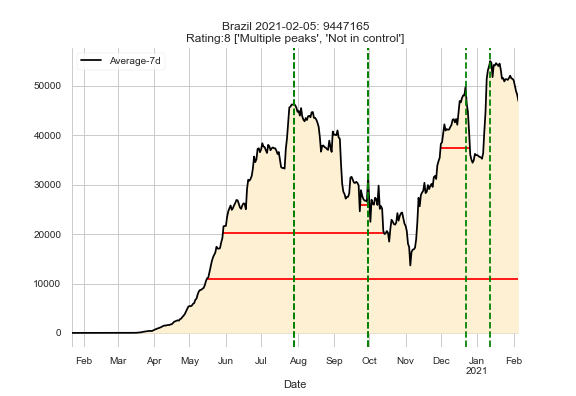 Brazil 2021-02-05: 9447165
Rating:8 ['Multiple peaks', 'Not in control']
Average-7d
50000
40000
30000
20000
10000
0
Feb Mar Apr May Jun Jul Aug Sep Oct Nov Dec Jan Feb
2021
Date